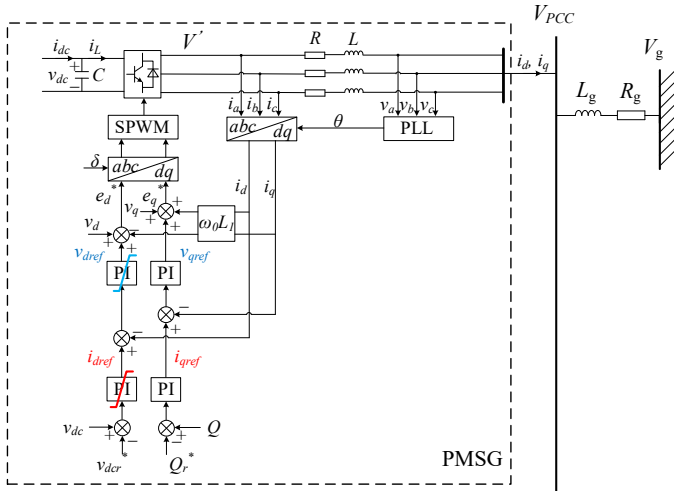 V_PCC
i_dc
i_L
V'
R
L
i_d, i_q
V_g
+
v_dc
C
−
L_g
R_g
i_a
i_b
i_c
v_a
v_b
v_c
SPWM
abc
dq
θ
PLL
δ
abc
dq
i_d
i_q
e_d*
e_q*
v_q
+
+
+
ω₀L₁
v_d
+
−
+
v_dref
v_qref
PI
PI
−
+
−
+
i_dref
i_qref
PI
PI
v_dc
+
−
−
+
Q
v_dcr*
Q_r*
PMSG